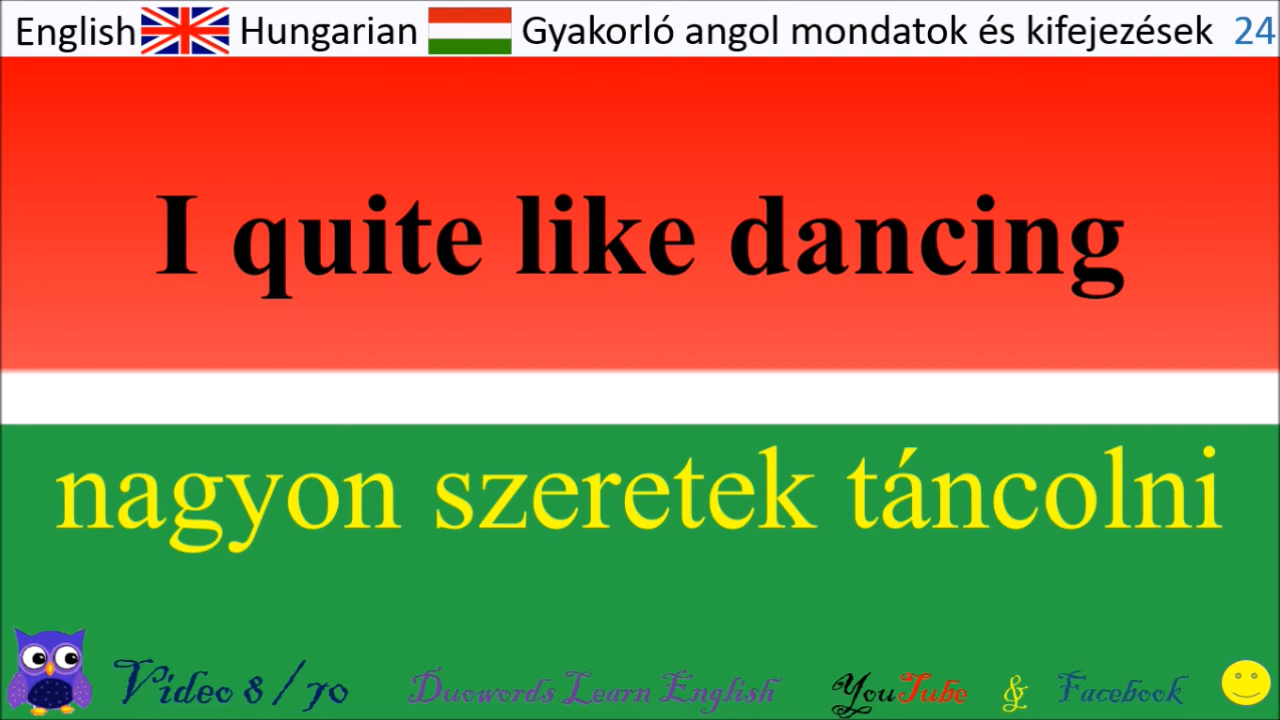 English Hungarian Gyakorló angol mondatok és kifejezések 24
I quite like dancing
nagyon szeretek táncolni
Video 8 / 70 Duowords Learn English YouTube & Facebook